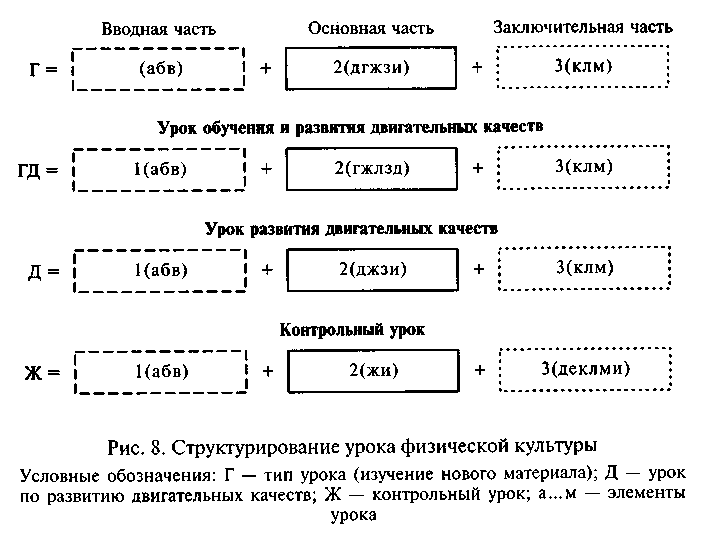 Вводная часть Основная часть Заключительная часть
Г = (абв) + 2(дгжзи) + 3(клм)
Урок обучения и развития двигательных качеств
ГД = 1(абв) + 2(гжлзд) + 3(клм)
Урок развития двигательных качеств
Д = 1(абв) + 2(джзи) + 3(клм)
Контрольный урок
Ж = 1(абв) + 2(жи) + 3(деклми)
Рис. 8. Структурирование урока физической культуры
Условные обозначения: Г — тип урока (изучение нового материала); Д — урок
по развитию двигательных качеств; Ж — контрольный урок; а...м — элементы
урока